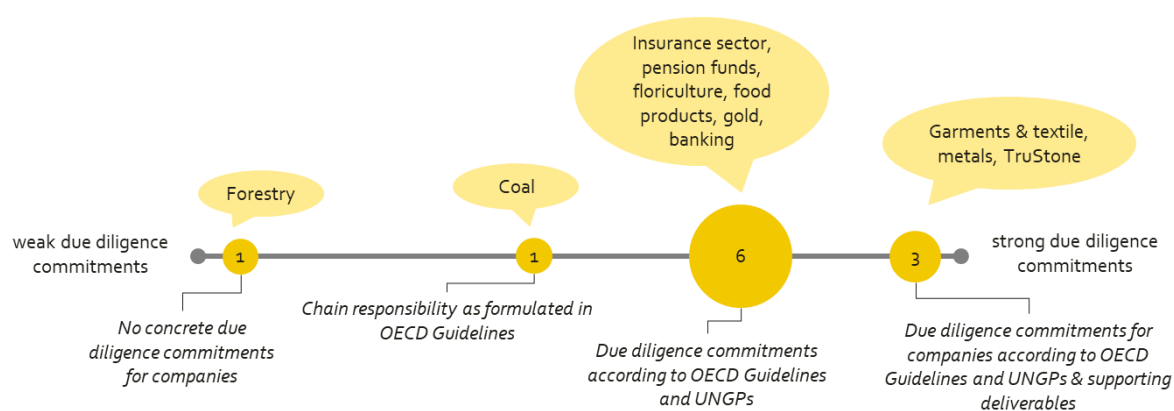 Insurance sector,
pension funds,
floriculture, food
products, gold,
banking
Garments & textile,
metals, TruStone
Coal
Forestry
weak due diligence
commitments
1
1
6
3
strong due diligence
commitments
No concrete due
diligence commitments
for companies
Chain responsibility as formulated in
OECD Guidelines
Due diligence commitments
according to OECD Guidelines
and UNGPs
Due diligence commitments for
companies according to OECD
Guidelines and UNGPs & supporting
deliverables